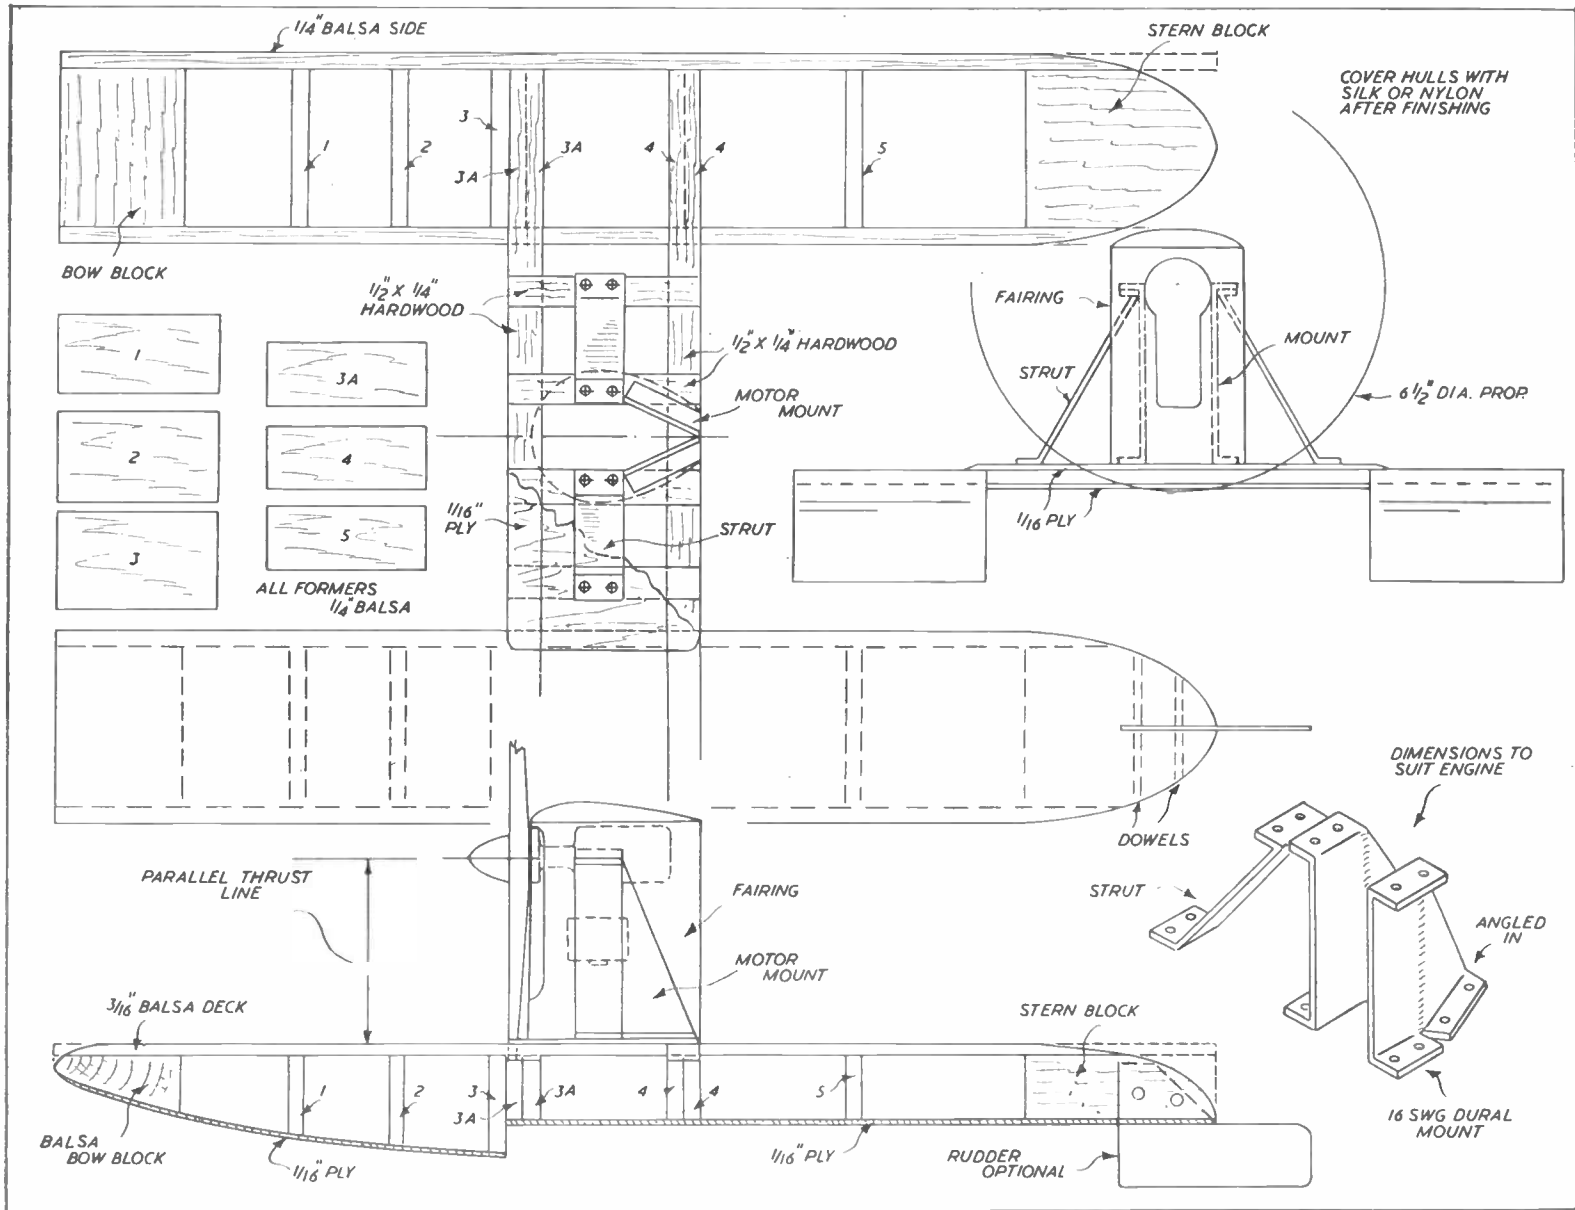 1/4" BALSA SIDE
STERN BLOCK
COVER HULLS WITH
SILK OR NYLON
AFTER FINISHING
1
2
3
3A
3A
4
4
5
BOW BLOCK
1/2" X 1/4"
HARDWOOD
1/2" X 1/4" HARDWOOD
MOTOR
MOUNT
1/16"
PLY
STRUT
FAIRING
STRUT
MOUNT
6 1/2" DIA. PROP.
1/16 PLY
1
2
3
3A
4
5
ALL FORMERS
1/4" BALSA
DOWELS
DIMENSIONS TO
SUIT ENGINE
STRUT
ANGLED
IN
16 SWG DURAL
MOUNT
PARALLEL THRUST
LINE
FAIRING
MOTOR
MOUNT
3/16" BALSA DECK
STERN BLOCK
1
2
3
3A
3A
4
4
5
BALSA
BOW BLOCK
1/16" PLY
1/16" PLY
RUDDER
OPTIONAL